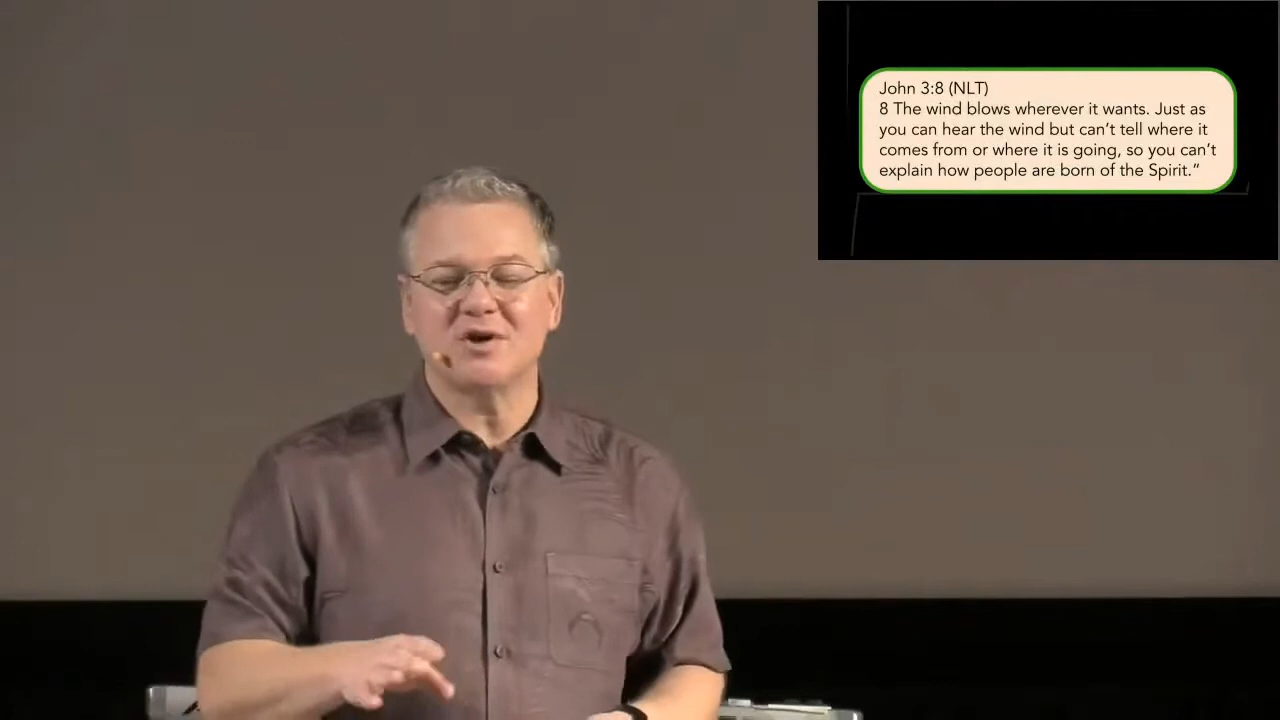 John 3:8 (NLT)
8 The wind blows wherever it wants. Just as
you can hear the wind but can’t tell where it
comes from or where it is going, so you can’t
explain how people are born of the Spirit.”